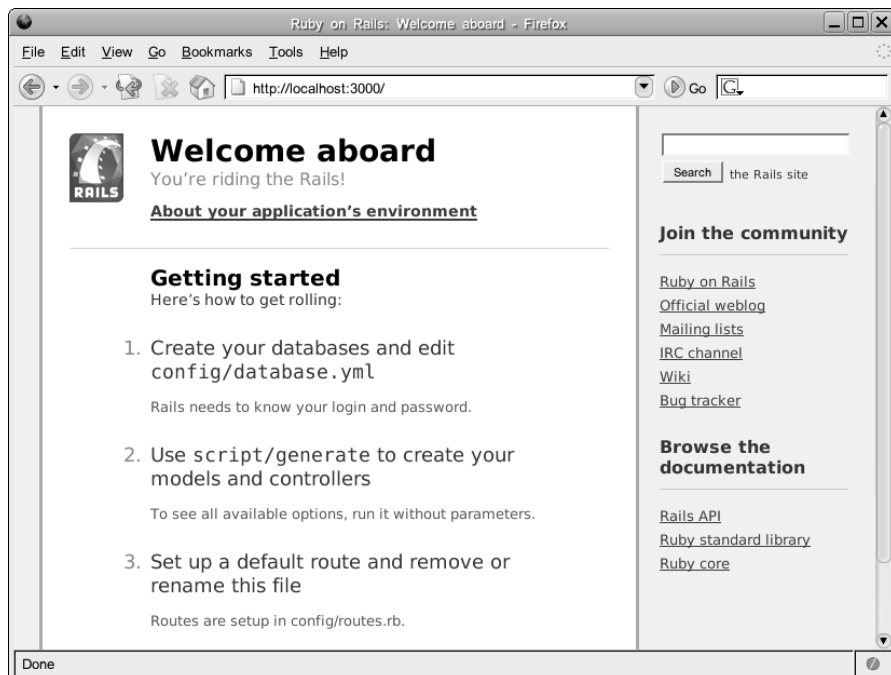 Ruby on Rails: Welcome aboard - Firefox
File Edit View Go Bookmarks Tools Help
http://localhost:3000/
Go
G
RAILS
Welcome aboard
You're riding the Rails!
About your application's environment
Getting started
Here's how to get rolling:
1. Create your databases and edit
config/database.yml
Rails needs to know your login and password.
2. Use script/generate to create your
models and controllers
To see all available options, run it without parameters.
3. Set up a default route and remove or
rename this file
Routes are setup in config/routes.rb.
Search the Rails site
Join the community
Ruby on Rails
Official weblog
Mailing lists
IRC channel
Wiki
Bug tracker
Browse the
documentation
Rails API
Ruby standard library
Ruby core
Done